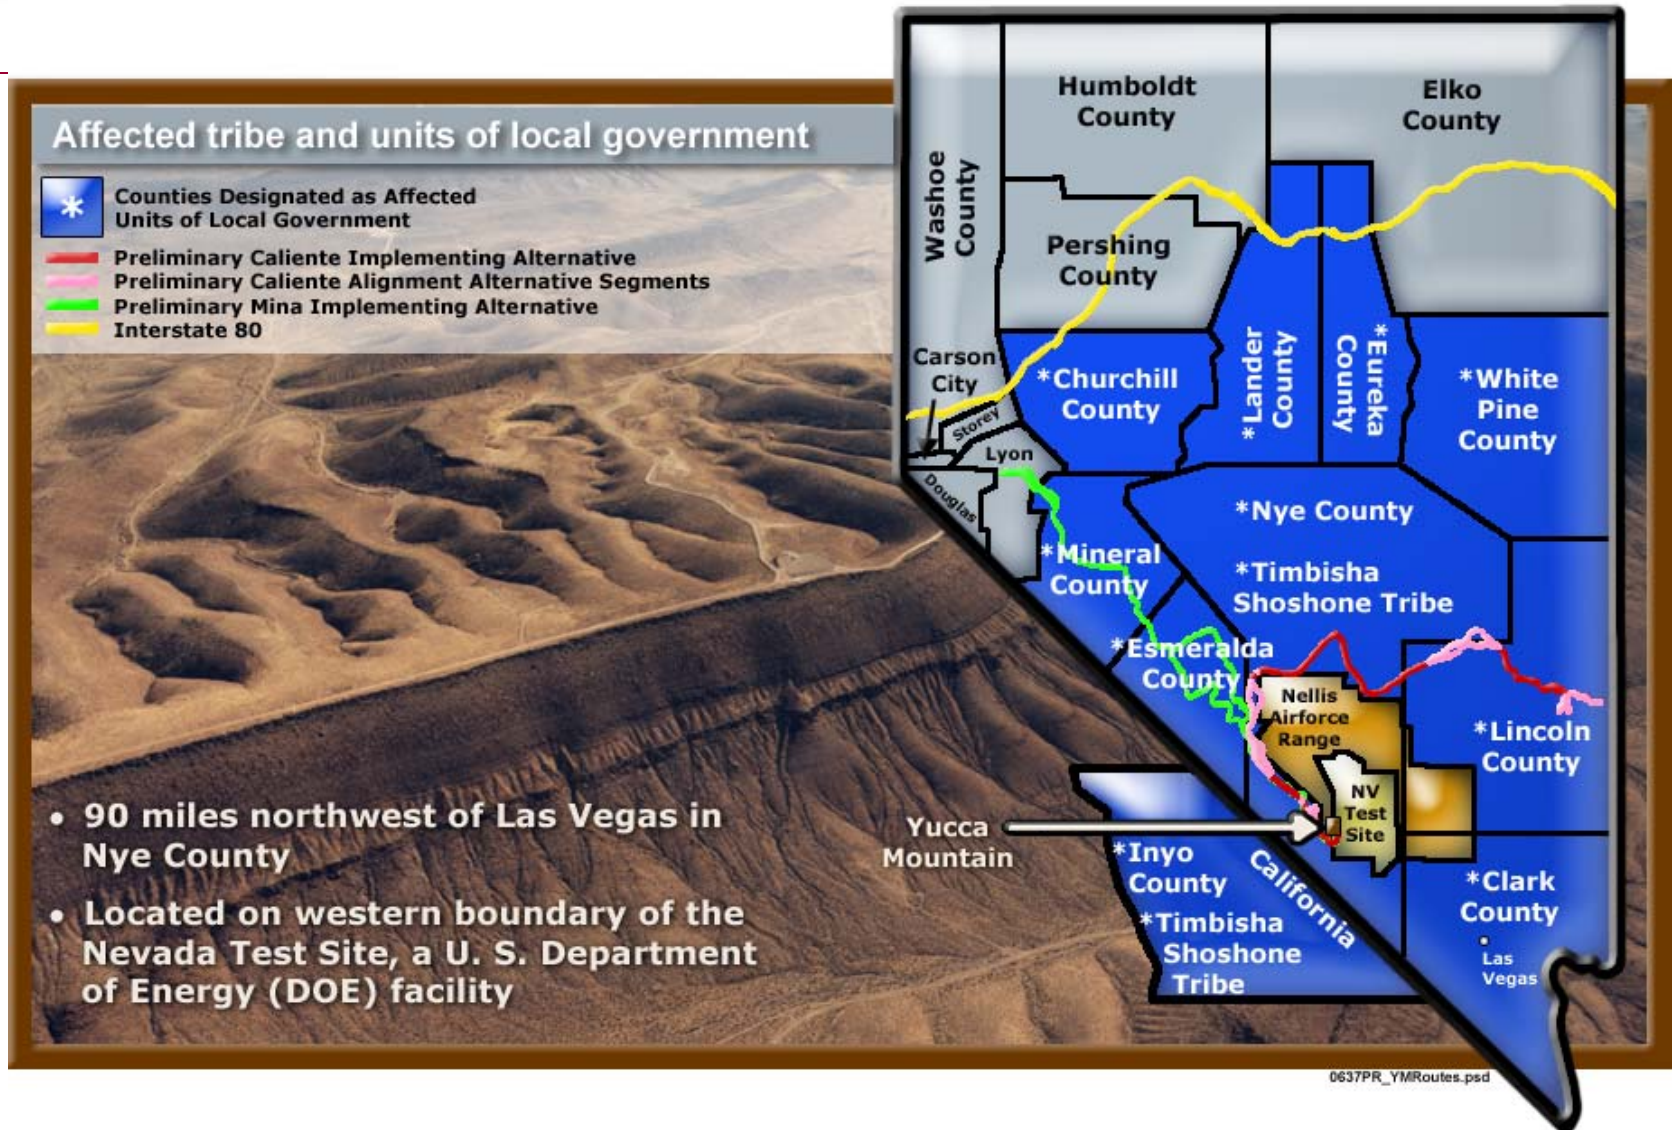 Affected tribe and units of local government
*
Counties Designated as Affected
Units of Local Government
Preliminary Caliente Implementing Alternative
Preliminary Caliente Alignment Alternative Segments
Preliminary Mina Implementing Alternative
Interstate 80
• 90 miles northwest of Las Vegas in
Nye County
• Located on western boundary of the
Nevada Test Site, a U. S. Department
of Energy (DOE) facility
Humboldt
County
Elko
County
Washoe
County
Pershing
County
Carson
City
Storey
Lyon
Douglas
*Churchill
County
*Lander
County
*Eureka
County
*White
Pine
County
*Nye County
*Timbisha
Shoshone Tribe
*Mineral
County
*Esmeralda
County
Nellis
Airforce
Range
NV
Test
Site
*Lincoln
County
Yucca
Mountain
*Inyo
County
*Timbisha
Shoshone
Tribe
California
*Clark
County
Las
Vegas
0637PR_YMRoutes.psd